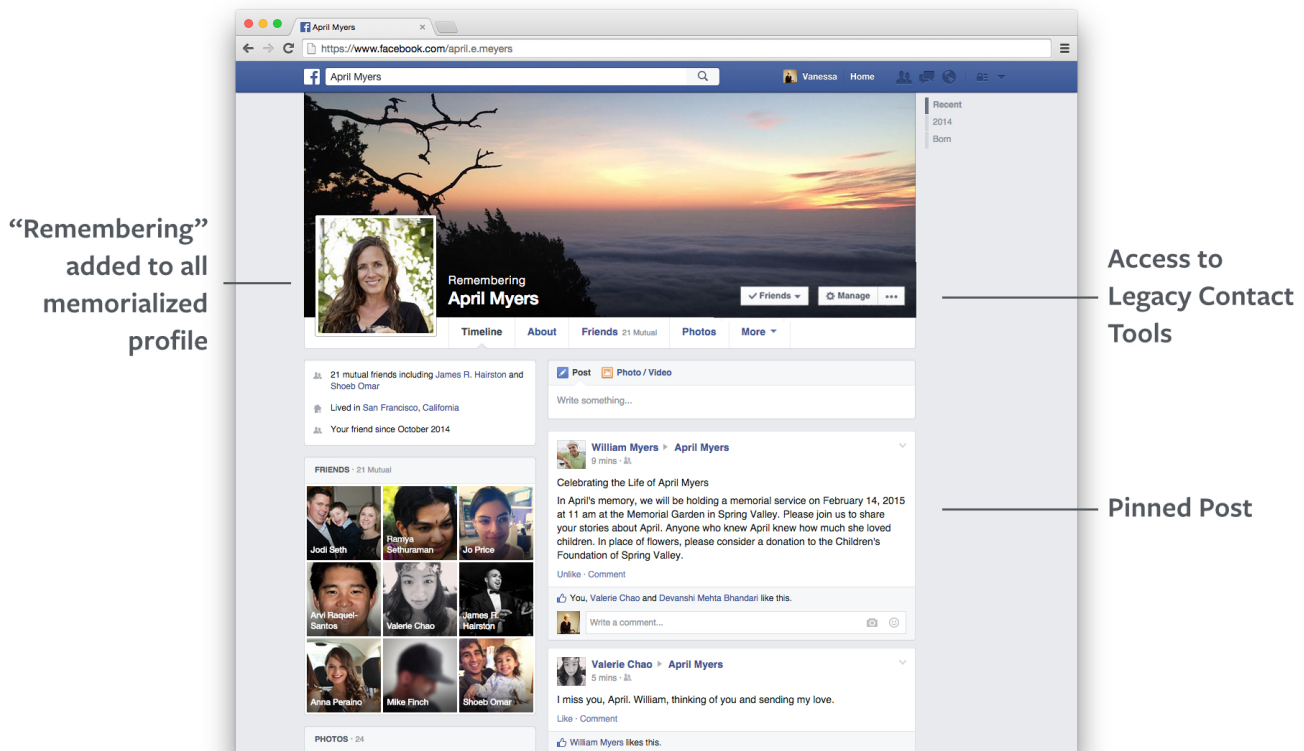 April Myers
https://www.facebook.com/april.e.meyers
April Myers
Vanessa
Home
Recent
2014
Born
“Remembering”
added to all
memorialized
profile
Remembering
April Myers
Friends
Manage
Access to
Legacy Contact
Tools
Timeline
About
Friends 21 Mutual
Photos
More
21 mutual friends including James R. Hairston and
Shoeb Omar
Lived in San Francisco, California
Your friend since October 2014
FRIENDS · 21 Mutual
Jodi Seth
Ramya
Sethuraman
Jo Price
Arvi Raquel-
Santos
Valerie Chao
James R.
Hairston
Anna Peraino
Mike Finch
Shoeb Omar
PHOTOS · 24
Post
Photo / Video
Write something...
William Myers ▸ April Myers
9 mins ·
Celebrating the Life of April Myers
In April's memory, we will be holding a memorial service on February 14, 2015
at 11 am at the Memorial Garden in Spring Valley. Please join us to share
your stories about April. Anyone who knew April knew how much she loved
children. In place of flowers, please consider a donation to the Children's
Foundation of Spring Valley.
Unlike · Comment
You, Valerie Chao and Devanshi Mehta Bhandari like this.
Write a comment...
Pinned Post
Valerie Chao ▸ April Myers
5 mins ·
I miss you, April. William, thinking of you and sending my love.
Like · Comment
William Myers likes this.